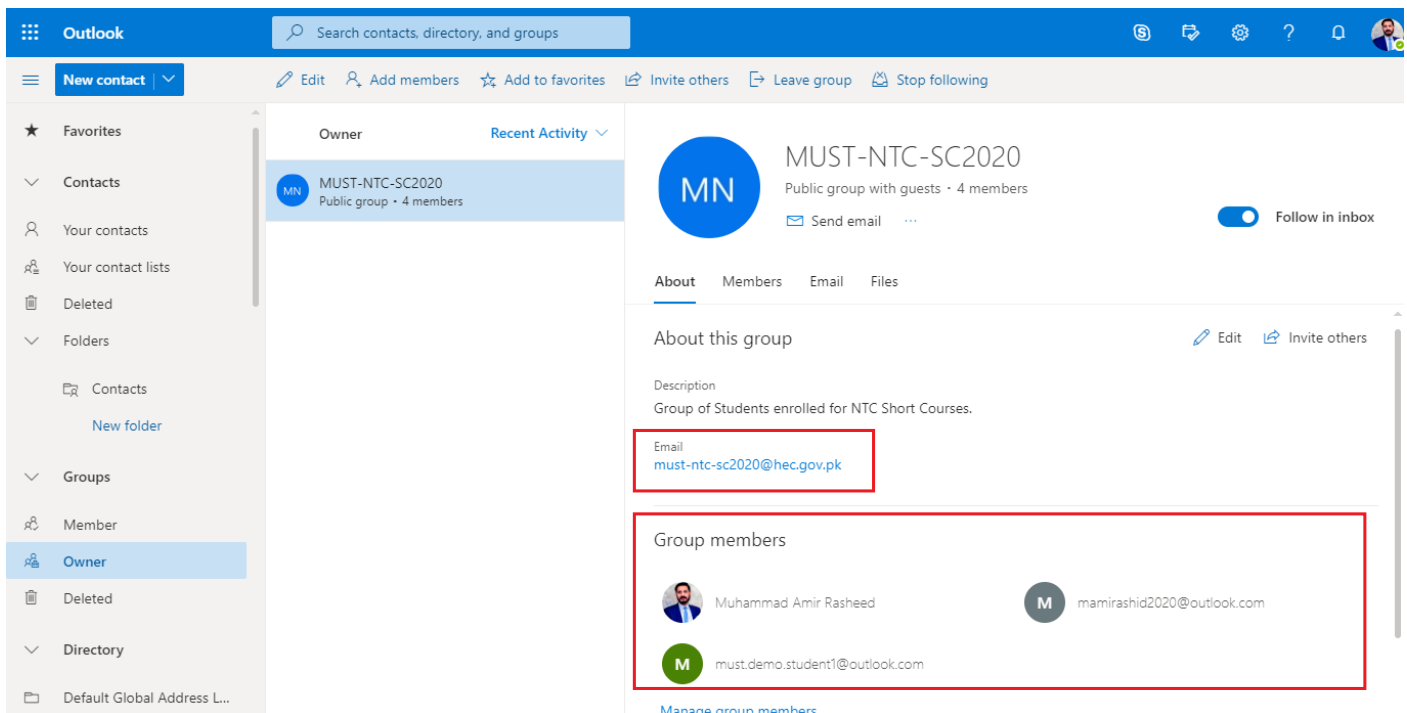 Outlook
Search contacts, directory, and groups
New contact
Edit
Add members
Add to favorites
Invite others
Leave group
Stop following
Favorites
Contacts
Your contacts
Your contact lists
Deleted
Folders
Contacts
New folder
Groups
Member
Owner
Deleted
Directory
Default Global Address L...
Owner
Recent Activity
MN
MUST-NTC-SC2020
Public group • 4 members
MN
MUST-NTC-SC2020
Public group with guests • 4 members
Send email
...
Follow in inbox
About
Members
Email
Files
About this group
Edit
Invite others
Description
Group of Students enrolled for NTC Short Courses.
Email
must-ntc-sc2020@hec.gov.pk
Group members
Muhammad Amir Rasheed
M
mamirashid2020@outlook.com
M
must.demo.student1@outlook.com
Manage group members